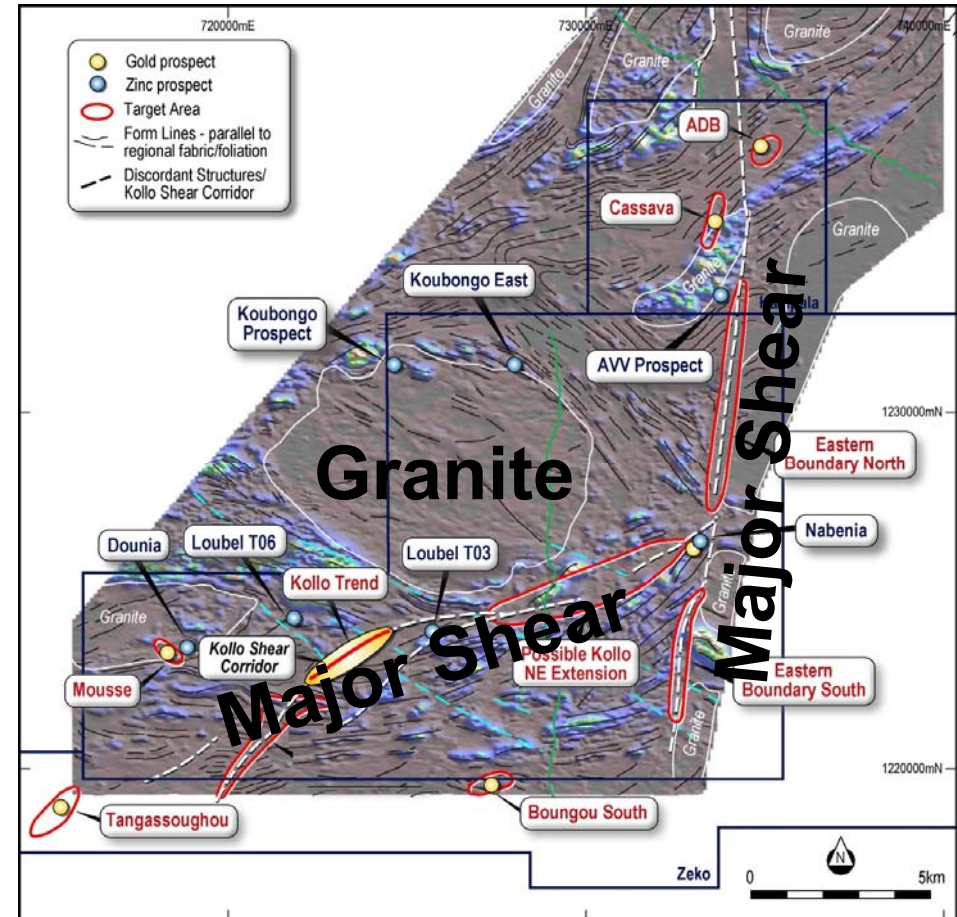 720000mE
730000mE
740000mE
Gold prospect
Zinc prospect
Target Area
Form Lines - parallel to
regional fabric/foliation
Discordant Structures/
Kollo Shear Corridor
Granite
Granite
Granite
ADB
Cassava
Granite
Granite
Koubongo East
Koubongo
Prospect
AVV Prospect
1230000mN
Granite
Major Shear
Eastern
Boundary North
Dounia
Loubel T06
Loubel T03
Nabenia
Kollo Trend
Granite
Granite
Kollo Shear
Corridor
Major Shear
Possible Kollo
NE Extension
Mousse
Eastern
Boundary South
Granite
1220000mN
Tangassoughou
Boungou South
Zeko
N
0
5km